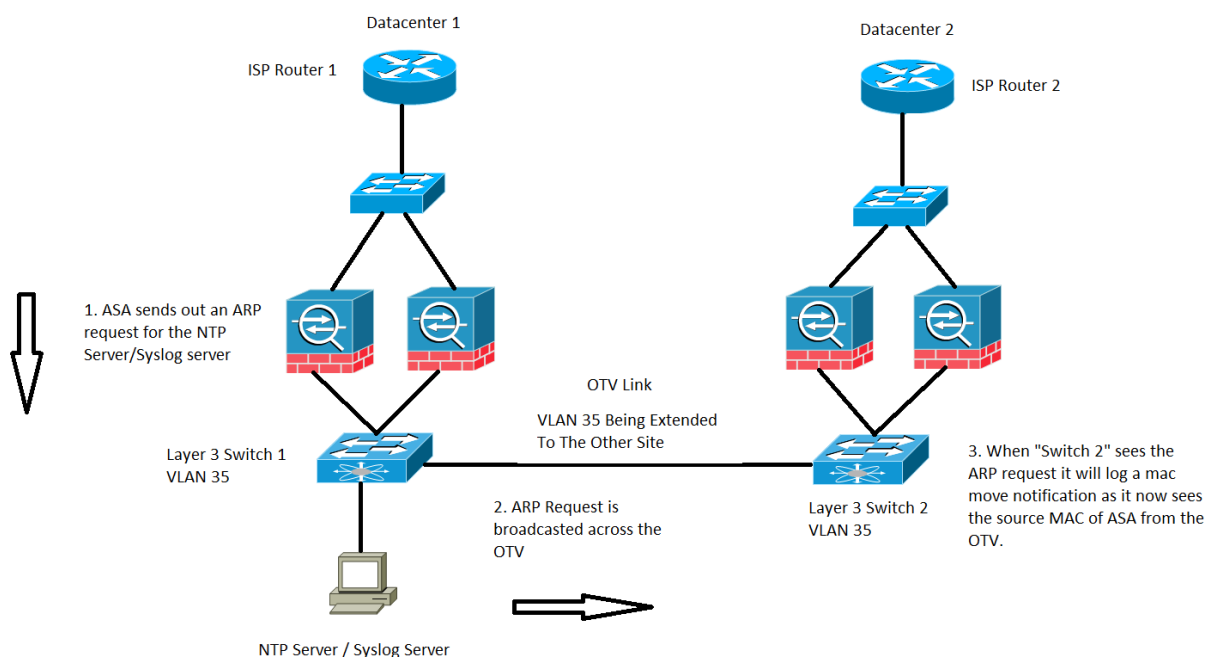 Datacenter 1
Datacenter 2
ISP Router 1
ISP Router 2
1. ASA sends out an ARP
request for the NTP
Server/Syslog server
OTV Link
VLAN 35 Being Extended
To The Other Site
Layer 3 Switch 1
VLAN 35
2. ARP Request is
broadcasted across the
OTV
Layer 3 Switch 2
VLAN 35
3. When "Switch 2" sees the
ARP request it will log a mac
move notification as it now sees
the source MAC of ASA from the
OTV.
NTP Server / Syslog Server